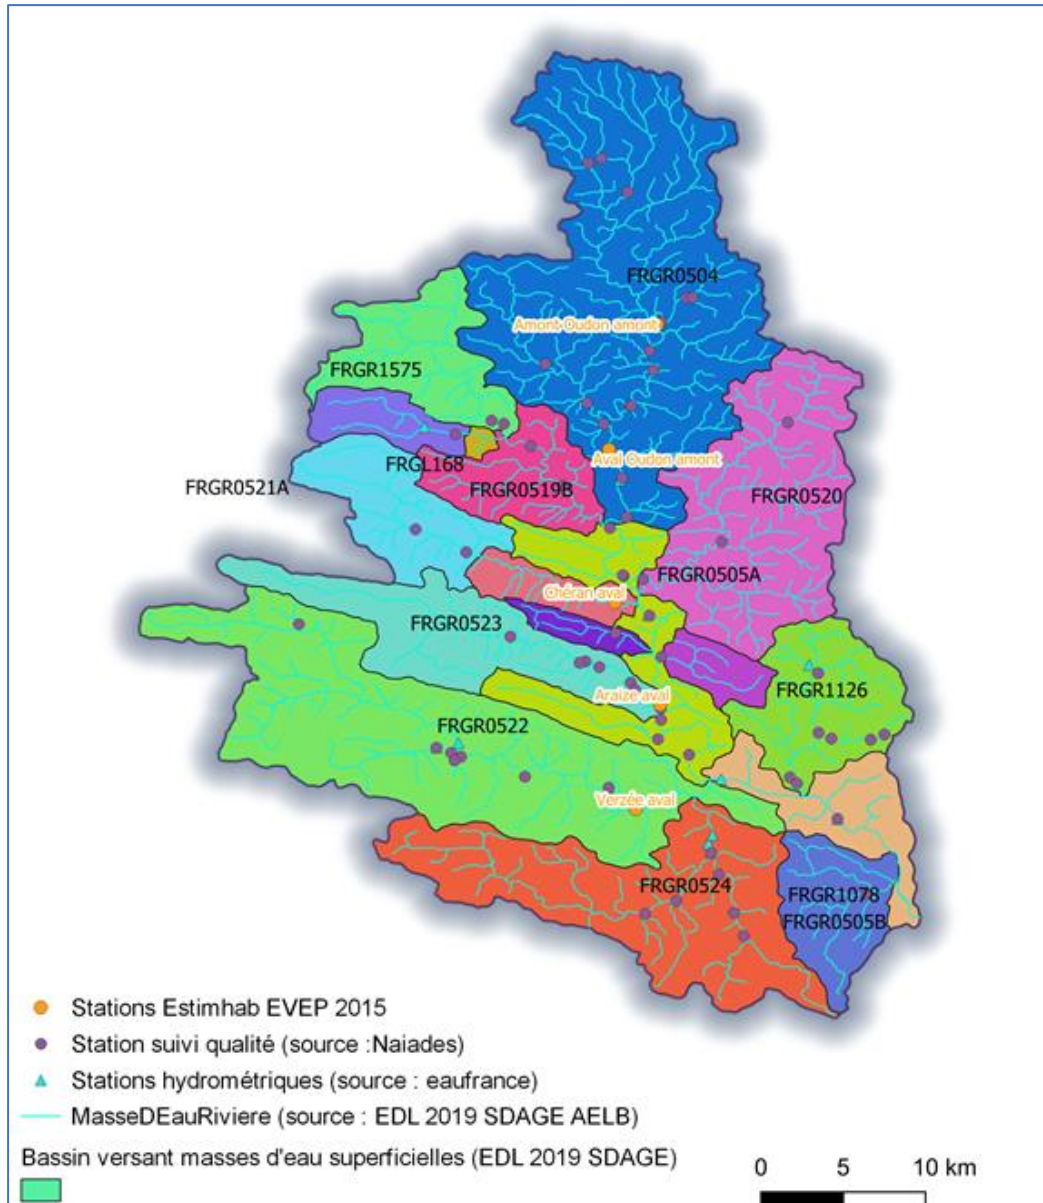 FRGR0504
Amont Oudon amont
FRGR1575
FRGL168
Aval Oudon amont
FRGR0521A
FRGR0519B
FRGR0520
FRGR0505A
Chéran aval
FRGR0523
FRGR1126
Araize aval
FRGR0522
Verzée aval
FRGR0524
FRGR1078
FRGR0505B
Stations Estimhab EVEP 2015
Station suivi qualité (source :Naiades)
Stations hydrométriques (source : eaufrance)
MasseDEauRiviere (source : EDL 2019 SDAGE AELB)
Bassin versant masses d'eau superficielles (EDL 2019 SDAGE)
0 5 10 km